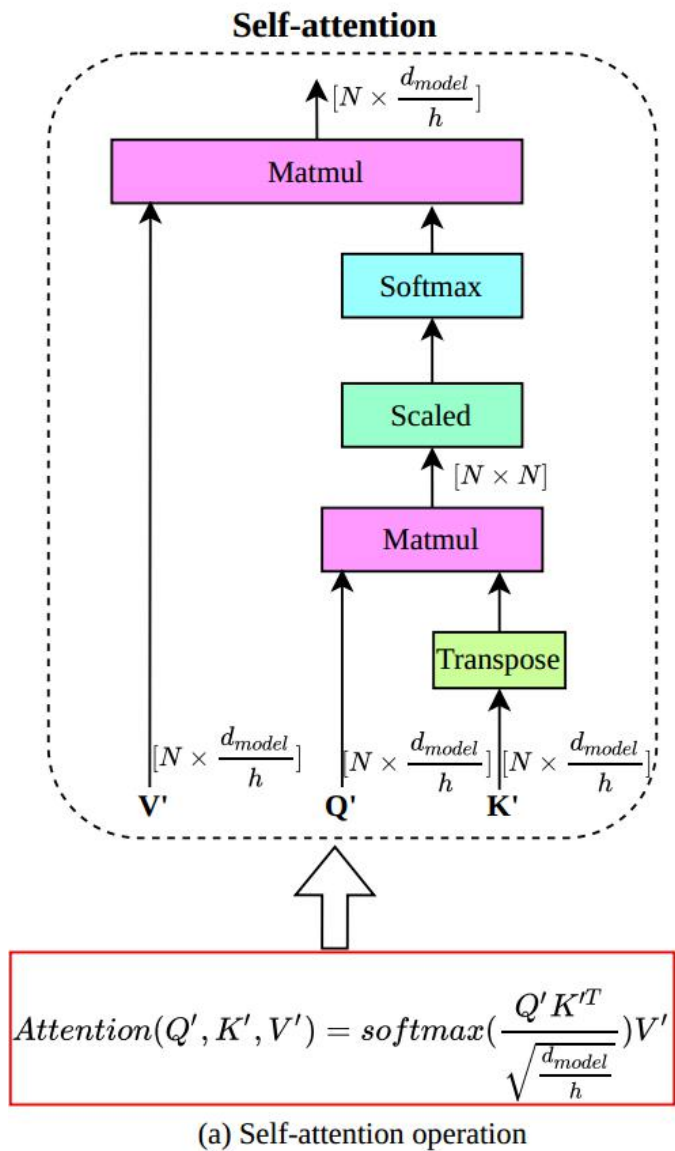 Self-attention
[N × d_model/h]
Matmul
Softmax
Scaled
[N × N]
Matmul
Transpose
[N × d_model/h] [N × d_model/h] [N × d_model/h]
V' Q' K'
Attention(Q', K', V') = softmax(Q'K'^T/√(d_model/h))V'
(a) Self-attention operation